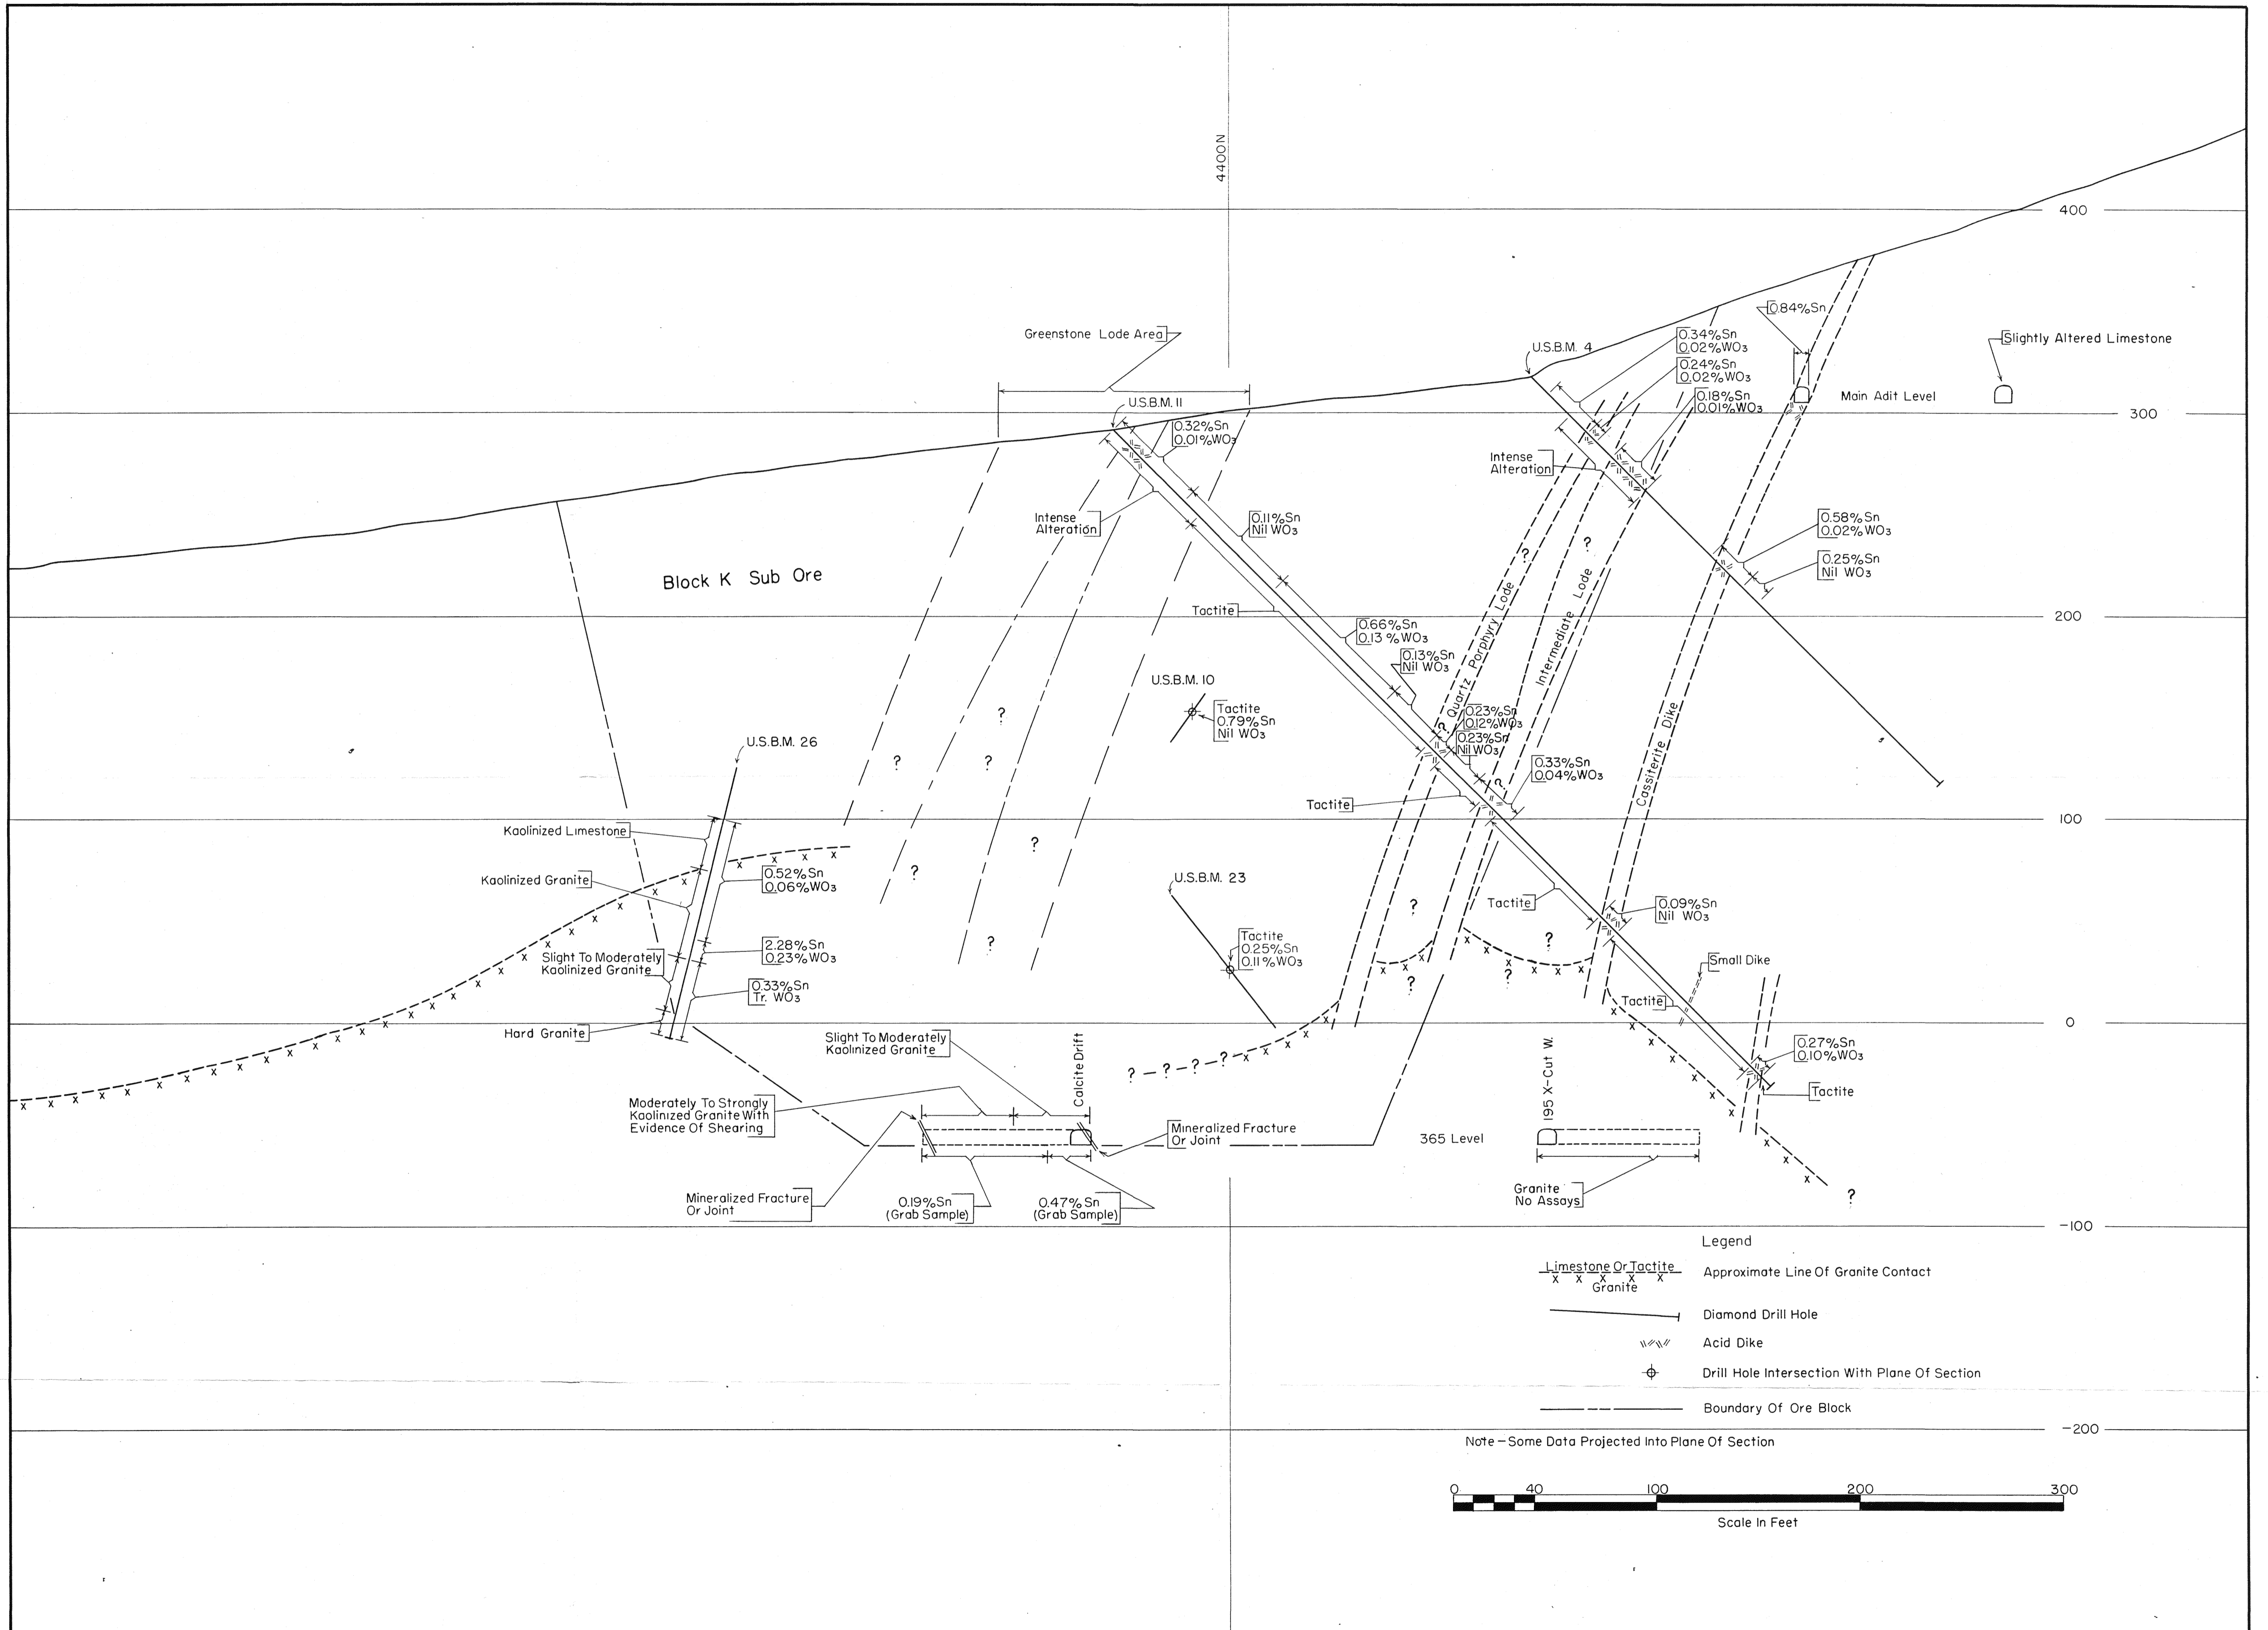 4400N
400
0.84%Sn
Greenstone Lode Area
0.34%Sn
0.02%WO₃
Slightly Altered Limestone
U.S.B.M. 4
0.24%Sn
0.02%WO₃
0.18%Sn
0.01%WO₃
Main Adit Level
U.S.B.M. 11
300
0.32%Sn
0.01%WO₃
Intense
Alteration
Intense
Alteration
0.11%Sn
Nil WO₃
0.58%Sn
0.02%WO₃
0.25%Sn
Nil WO₃
?
?
Block K Sub Ore
Tactite
200
0.66%Sn
0.13%WO₃
0.13%Sn
Nil WO₃
Quartz Porphyry Lode
Intermediate Lode
Cassiterite Dike
U.S.B.M. 10
Tactite
0.79%Sn
Nil WO₃
0.23%Sn
0.12%WO₃
0.23%Sn
Nil WO₃
?
?
?
?
?
U.S.B.M. 26
0.33%Sn
0.04%WO₃
Tactite
100
Kaolinized Limestone
?
?
Kaolinized Granite
0.52%Sn
0.06%WO₃
U.S.B.M. 23
Tactite
0.09%Sn
Nil WO₃
?
?
?
Slight To Moderately
Kaolinized Granite
2.28%Sn
0.23%WO₃
Tactite
0.25%Sn
0.11%WO₃
Small Dike
?
?
0.33%Sn
Tr. WO₃
Tactite
Hard Granite
0
Slight To Moderately
Kaolinized Granite
Calcite Drift
0.27%Sn
0.10%WO₃
? – ? – ? – ? –
195 X-Cut W.
Tactite
Moderately To Strongly
Kaolinized Granite With
Evidence Of Shearing
Mineralized Fracture
Or Joint
365 Level
Mineralized Fracture
Or Joint
0.19%Sn
(Grab Sample)
0.47%Sn
(Grab Sample)
Granite
No Assays
?
-100
Legend
Limestone Or Tactite
x x x x x
Granite
Approximate Line Of Granite Contact
Diamond Drill Hole
Acid Dike
Drill Hole Intersection With Plane Of Section
Boundary Of Ore Block
-200
Note – Some Data Projected Into Plane Of Section
0 40 100 200 300
Scale In Feet